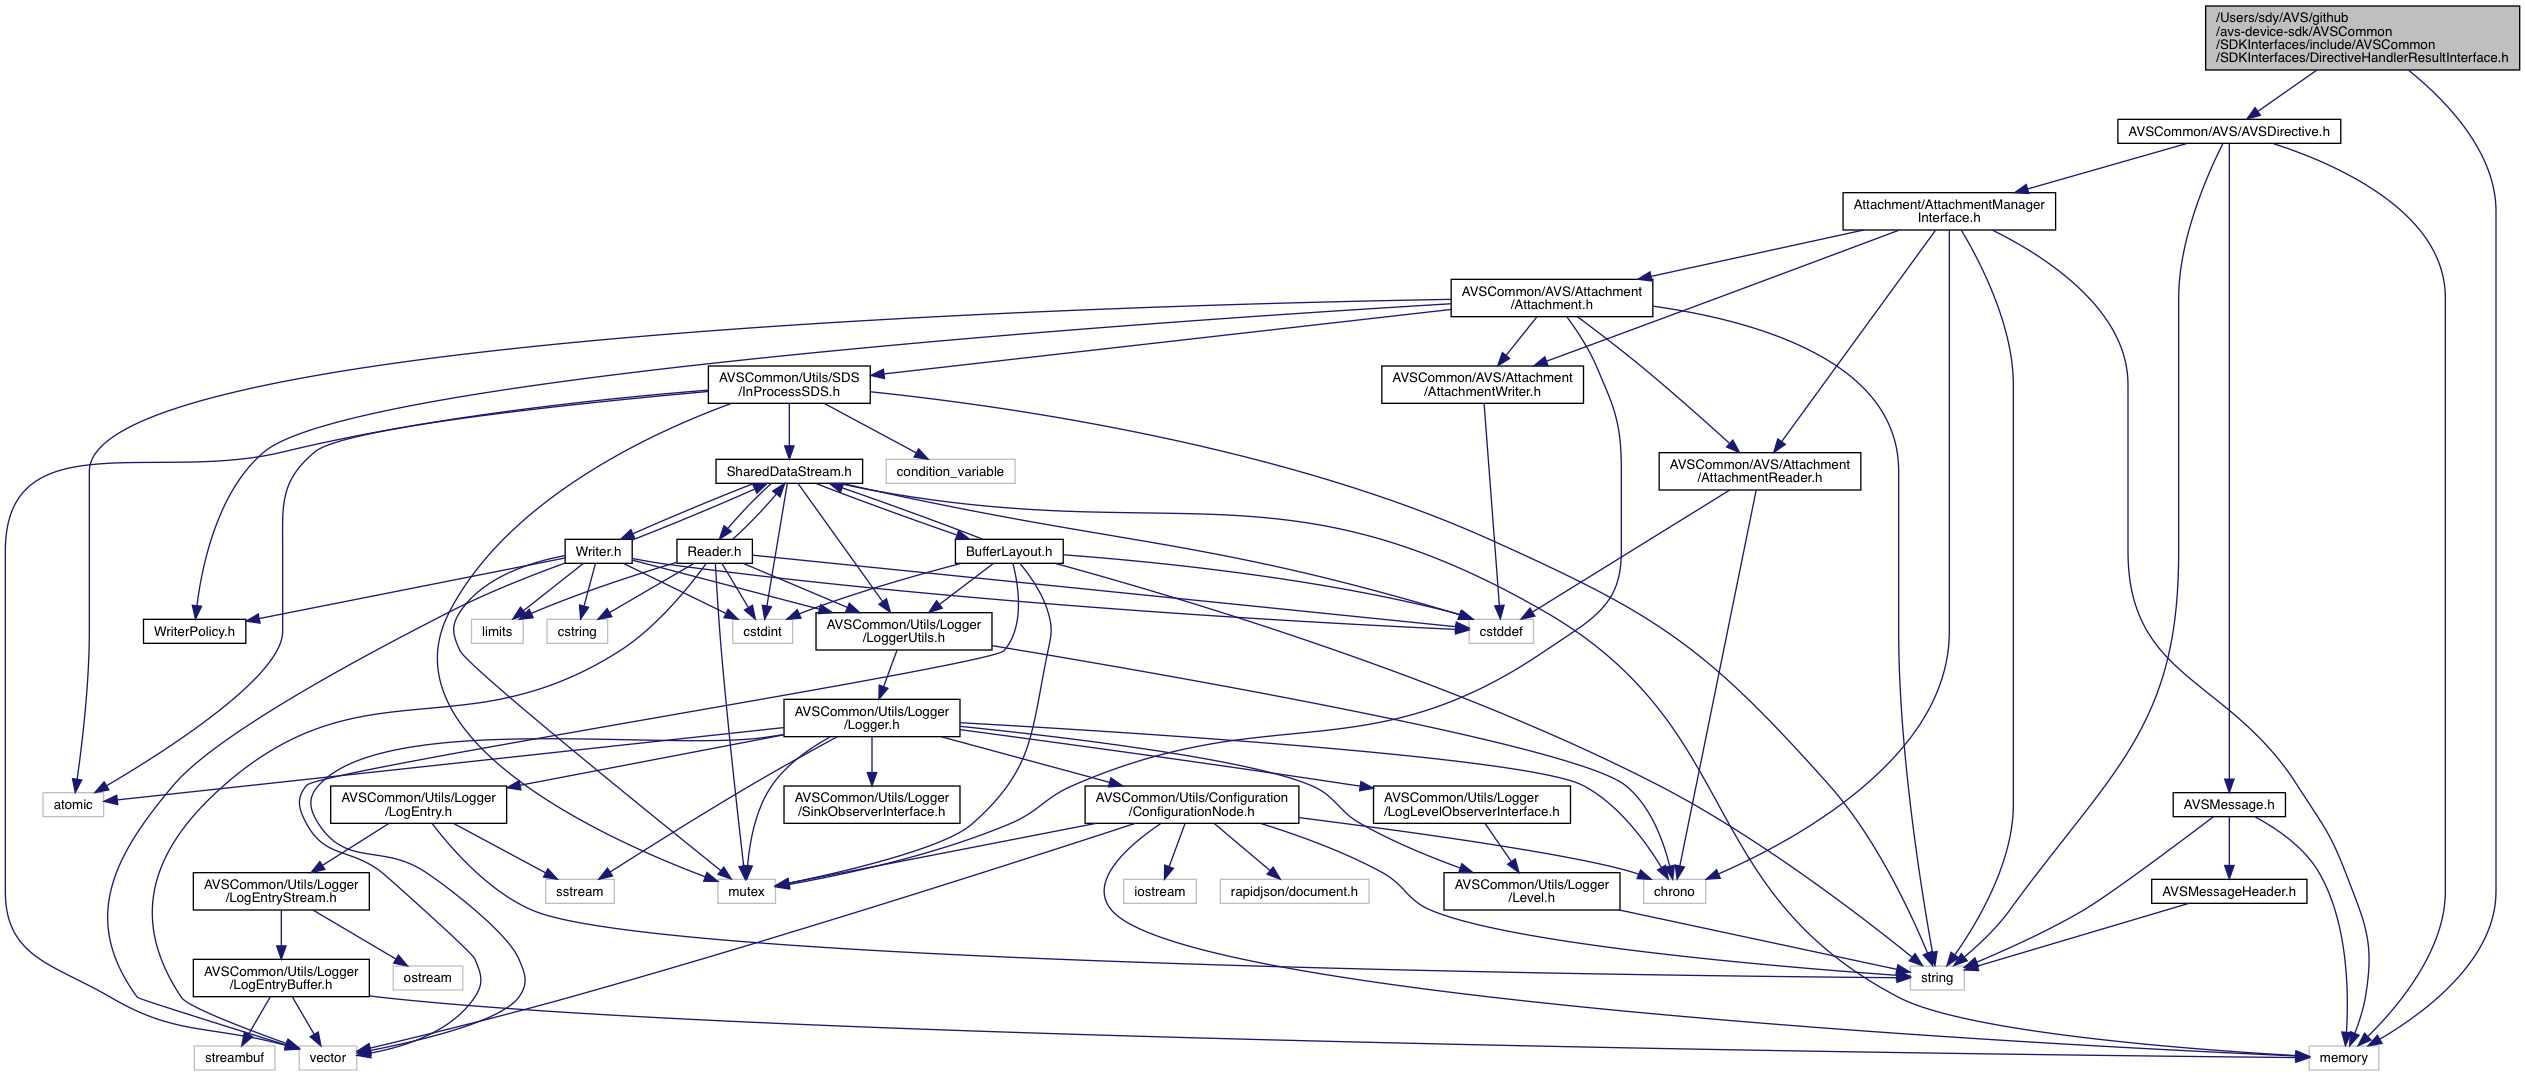 /Users/sdy/AVS/github
/avs-device-sdk/AVSCommon
/SDKInterfaces/include/AVSCommon
/SDKInterfaces/DirectiveHandlerResultInterface.h
AVSCommon/AVS/AVSDirective.h
Attachment/AttachmentManager
Interface.h
AVSCommon/AVS/Attachment
/Attachment.h
AVSCommon/Utils/SDS
/InProcessSDS.h
AVSCommon/AVS/Attachment
/AttachmentWriter.h
SharedDataStream.h
condition_variable
AVSCommon/AVS/Attachment
/AttachmentReader.h
Writer.h
Reader.h
BufferLayout.h
WriterPolicy.h
limits
cstring
cstdint
AVSCommon/Utils/Logger
/LoggerUtils.h
cstddef
AVSCommon/Utils/Logger
/Logger.h
atomic
AVSCommon/Utils/Logger
/LogEntry.h
AVSCommon/Utils/Logger
/SinkObserverInterface.h
AVSCommon/Utils/Configuration
/ConfigurationNode.h
AVSCommon/Utils/Logger
/LogLevelObserverInterface.h
AVSMessage.h
AVSCommon/Utils/Logger
/LogEntryStream.h
sstream
mutex
iostream
rapidjson/document.h
AVSCommon/Utils/Logger
/Level.h
chrono
AVSMessageHeader.h
AVSCommon/Utils/Logger
/LogEntryBuffer.h
ostream
string
streambuf
vector
memory